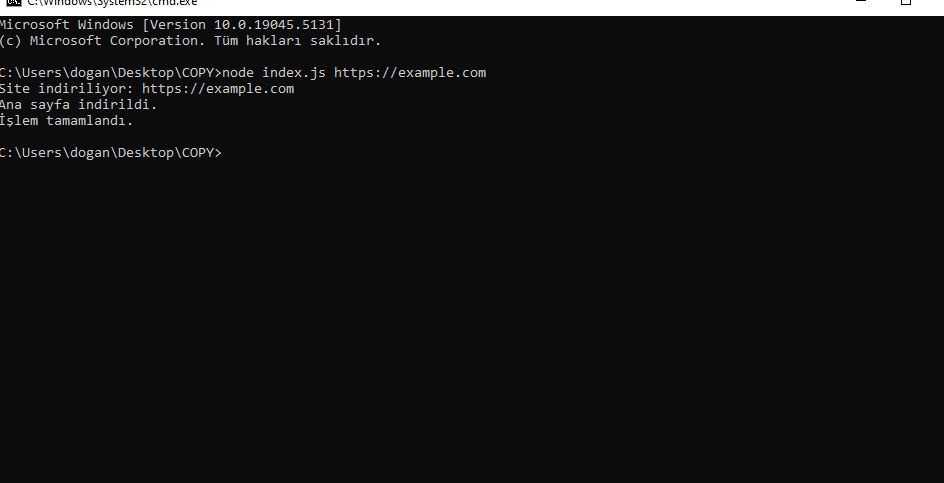 C:\Windows\System32\cmd.exe
Microsoft Windows [Version 10.0.19045.5131]
(c) Microsoft Corporation. Tüm hakları saklıdır.
C:\Users\dogan\Desktop\COPY>node index.js https://example.com
Site indiriliyor: https://example.com
Ana sayfa indirildi.
İşlem tamamlandı.
C:\Users\dogan\Desktop\COPY>